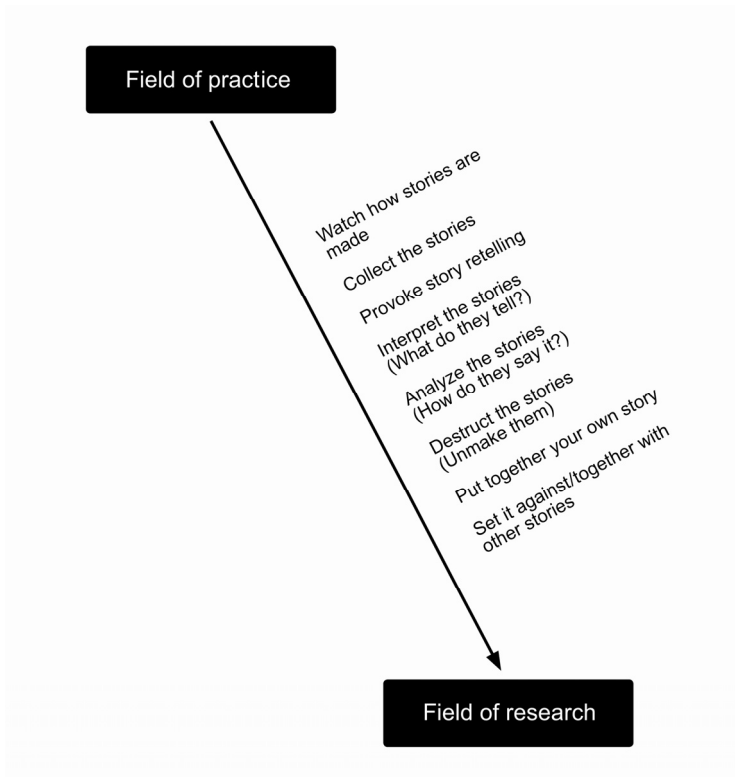 Field of practice
Watch how stories are
made
Collect the stories
Provoke story retelling
Interpret the stories
(What do they tell?)
Analyze the stories
(How do they say it?)
Destruct the stories
(Unmake them)
Put together your own story
Set it against/together with
other stories
Field of research